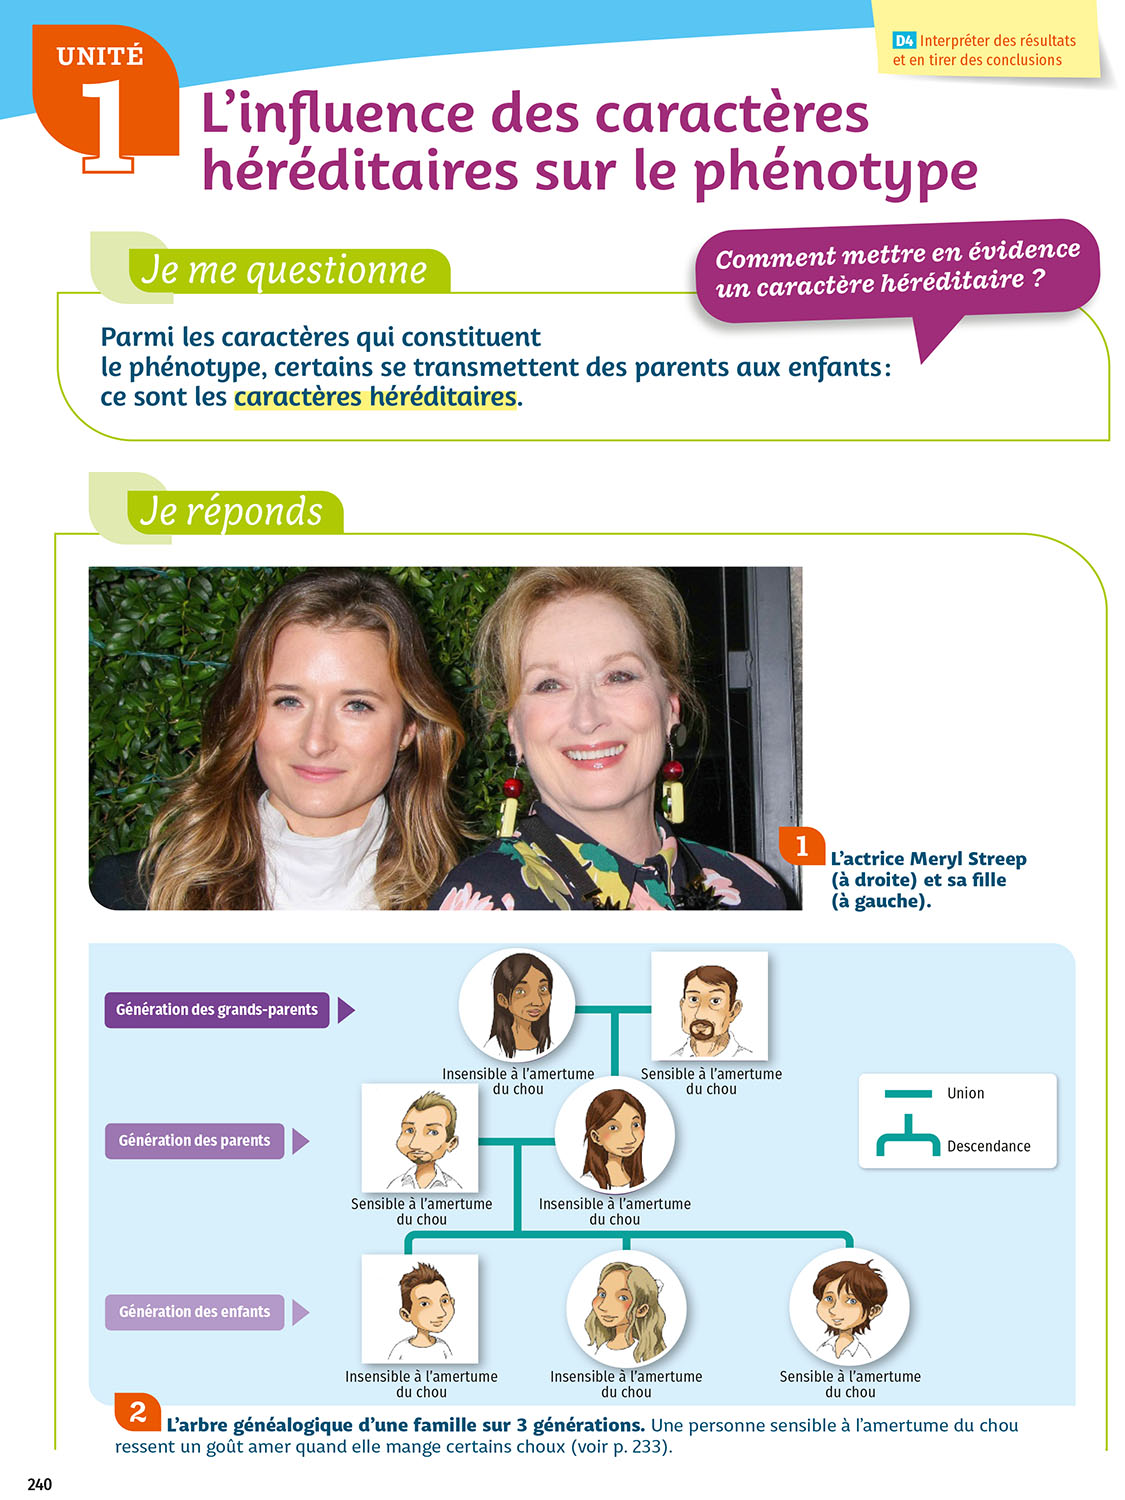 UNITÉ
1
D4 Interpréter des résultats
et en tirer des conclusions
L'influence des caractères
héréditaires sur le phénotype
Je me questionne
Comment mettre en évidence
un caractère héréditaire ?
Parmi les caractères qui constituent
le phénotype, certains se transmettent des parents aux enfants :
ce sont les caractères héréditaires.
Je réponds
1
L'actrice Meryl Streep
(à droite) et sa fille
(à gauche).
Génération des grands-parents
Insensible à l'amertume
du chou
Sensible à l'amertume
du chou
Union
Descendance
Génération des parents
Sensible à l'amertume
du chou
Insensible à l'amertume
du chou
Génération des enfants
Insensible à l'amertume
du chou
Insensible à l'amertume
du chou
Sensible à l'amertume
du chou
2
L'arbre généalogique d'une famille sur 3 générations. Une personne sensible à l'amertume du chou
ressent un goût amer quand elle mange certains choux (voir p. 233).
240